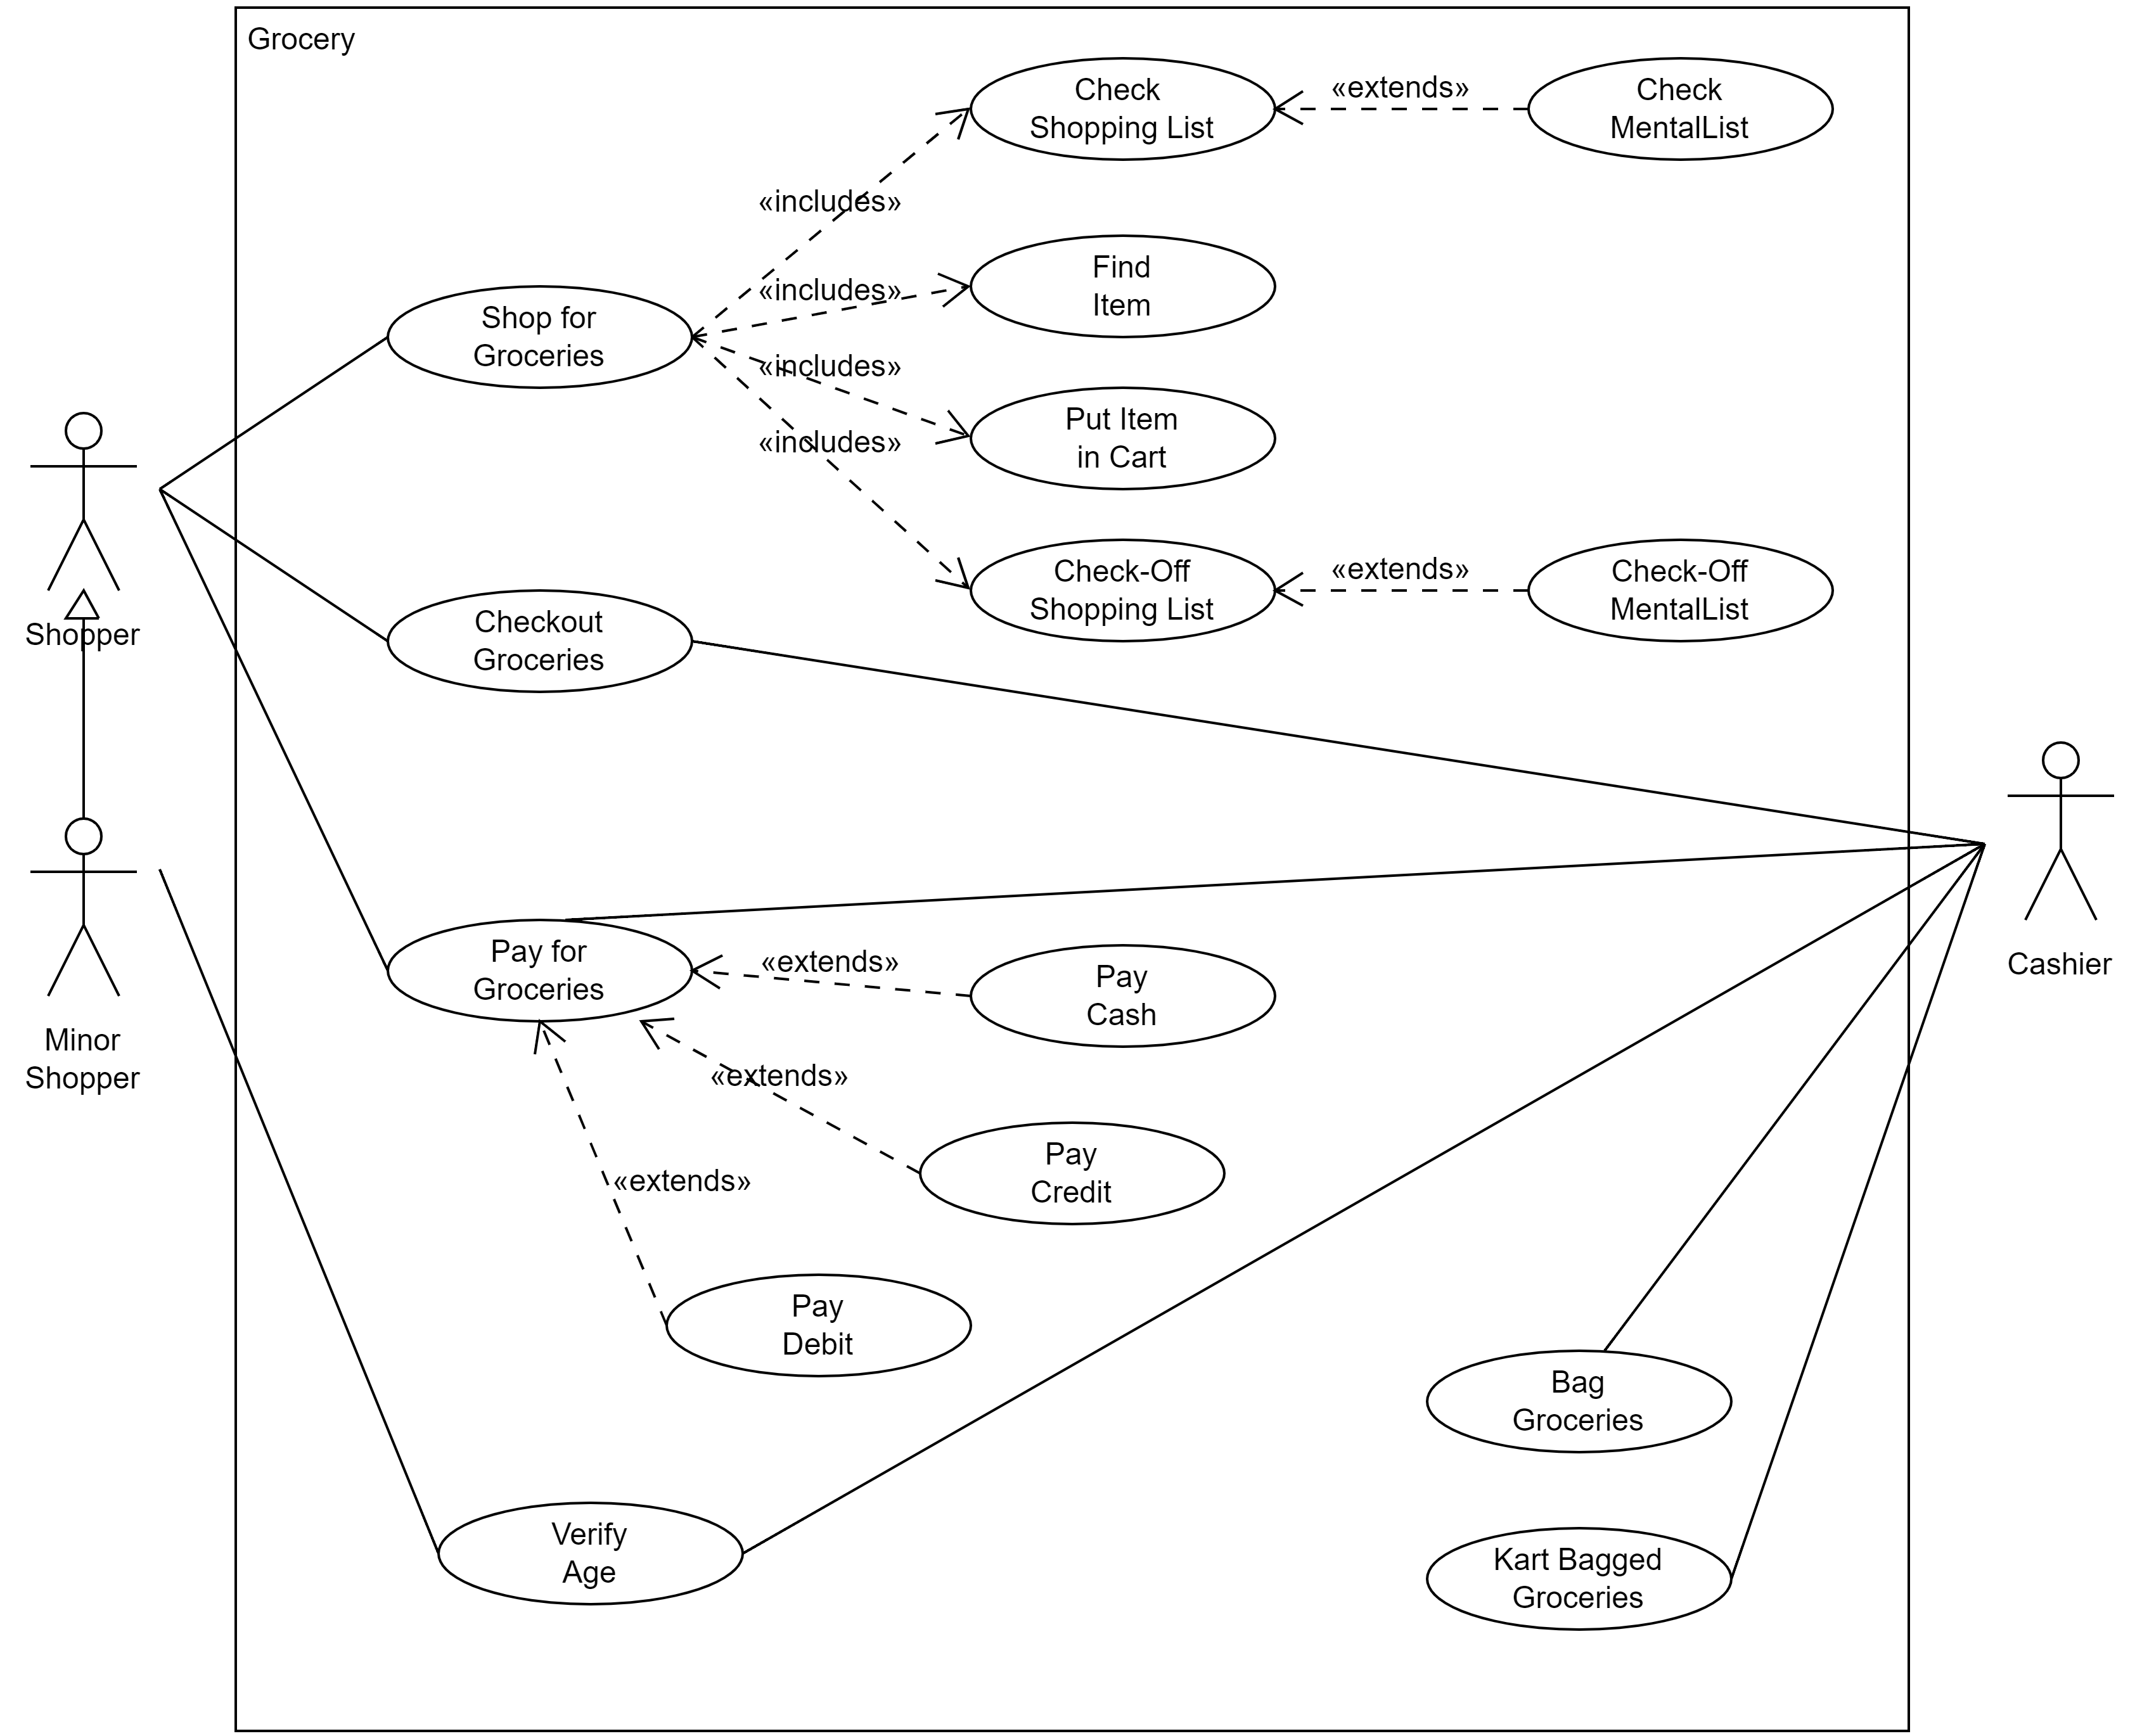 Grocery
Check
Shopping List
«extends»
Check
MentalList
«includes»
Find
Item
«includes»
Shop for
Groceries
«includes»
Put Item
in Cart
«includes»
Check-Off
Shopping List
«extends»
Check-Off
MentalList
Shopper
Checkout
Groceries
Cashier
Pay for
Groceries
«extends»
Pay
Cash
Minor
Shopper
«extends»
Pay
Credit
«extends»
Pay
Debit
Bag
Groceries
Verify
Age
Kart Bagged
Groceries